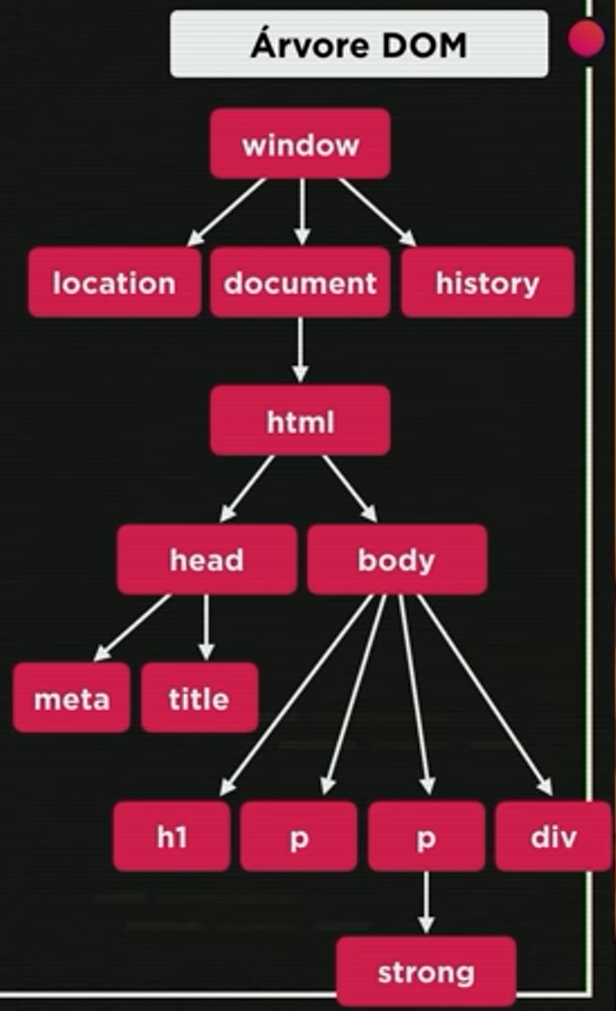 Árvore DOM
window
location document history
html
head body
meta title
h1 p p div
strong